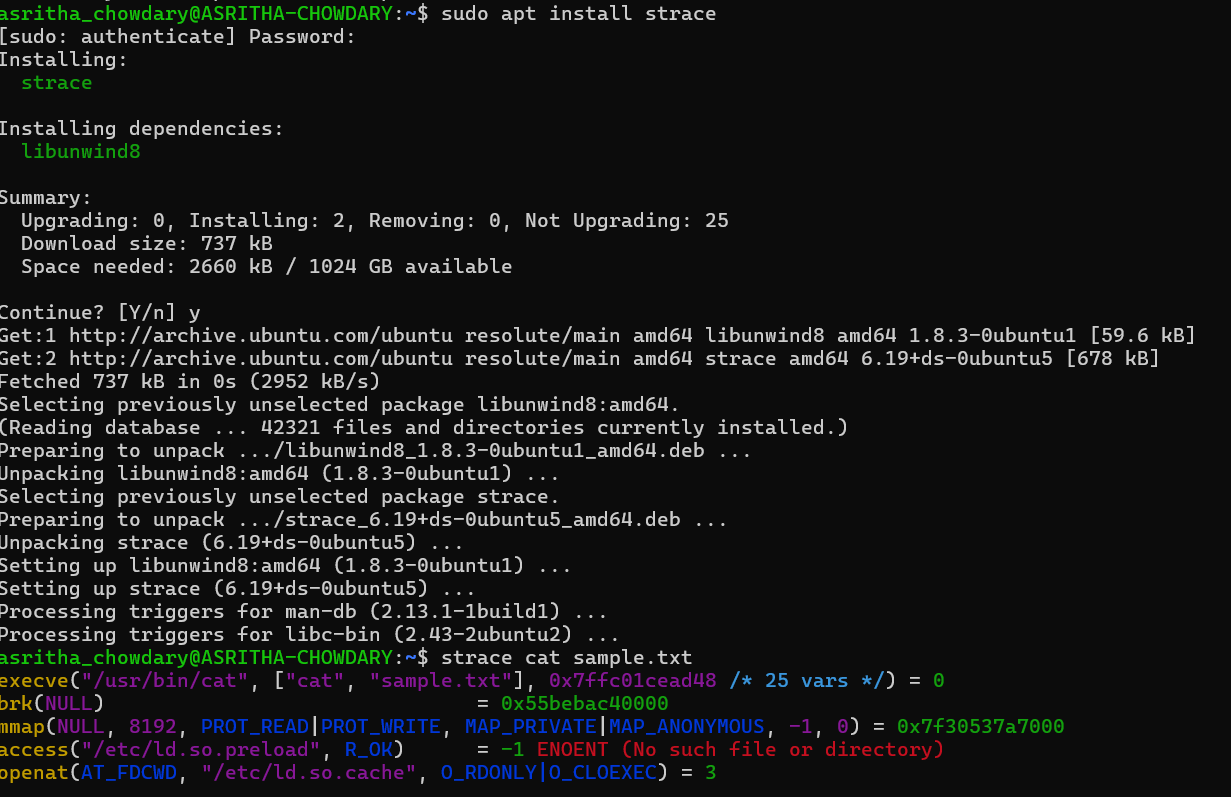 asritha_chowdary@ASRITHA-CHOWDARY:~$ sudo apt install strace
[sudo: authenticate] Password:
Installing:
  strace

Installing dependencies:
  libunwind8

Summary:
  Upgrading: 0, Installing: 2, Removing: 0, Not Upgrading: 25
  Download size: 737 kB
  Space needed: 2660 kB / 1024 GB available

Continue? [Y/n] y
Get:1 http://archive.ubuntu.com/ubuntu resolute/main amd64 libunwind8 amd64 1.8.3-0ubuntu1 [59.6 kB]
Get:2 http://archive.ubuntu.com/ubuntu resolute/main amd64 strace amd64 6.19+ds-0ubuntu5 [678 kB]
Fetched 737 kB in 0s (2952 kB/s)
Selecting previously unselected package libunwind8:amd64.
(Reading database ... 42321 files and directories currently installed.)
Preparing to unpack .../libunwind8_1.8.3-0ubuntu1_amd64.deb ...
Unpacking libunwind8:amd64 (1.8.3-0ubuntu1) ...
Selecting previously unselected package strace.
Preparing to unpack .../strace_6.19+ds-0ubuntu5_amd64.deb ...
Unpacking strace (6.19+ds-0ubuntu5) ...
Setting up libunwind8:amd64 (1.8.3-0ubuntu1) ...
Setting up strace (6.19+ds-0ubuntu5) ...
Processing triggers for man-db (2.13.1-1build1) ...
Processing triggers for libc-bin (2.43-2ubuntu2) ...
asritha_chowdary@ASRITHA-CHOWDARY:~$ strace cat sample.txt
execve("/usr/bin/cat", ["cat", "sample.txt"], 0x7ffc01cead48 /* 25 vars */) = 0
brk(NULL)                               = 0x55bebac40000
mmap(NULL, 8192, PROT_READ|PROT_WRITE, MAP_PRIVATE|MAP_ANONYMOUS, -1, 0) = 0x7f30537a7000
access("/etc/ld.so.preload", R_OK)      = -1 ENOENT (No such file or directory)
openat(AT_FDCWD, "/etc/ld.so.cache", O_RDONLY|O_CLOEXEC) = 3